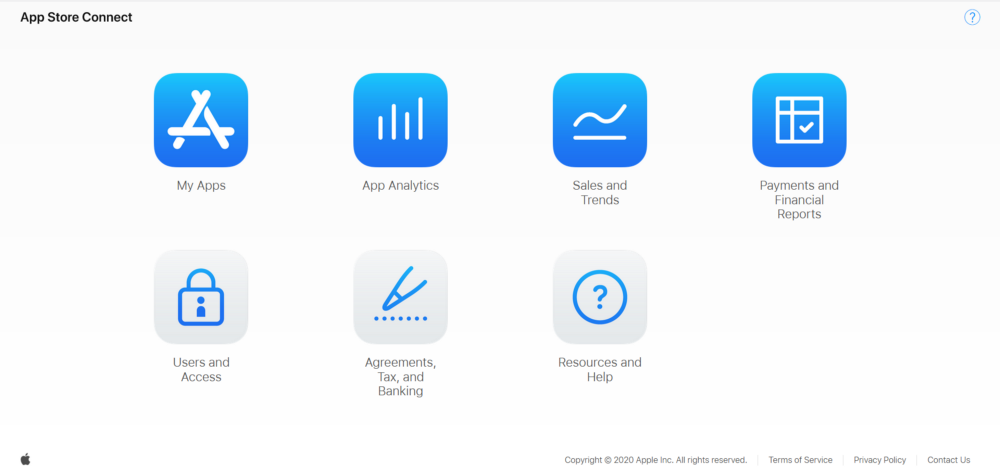 App Store Connect
?
My Apps
App Analytics
Sales and
Trends
Payments and
Financial
Reports
Users and
Access
Agreements,
Tax, and
Banking
?
Resources and
Help
Copyright © 2020 Apple Inc. All rights reserved.
Terms of Service
Privacy Policy
Contact Us